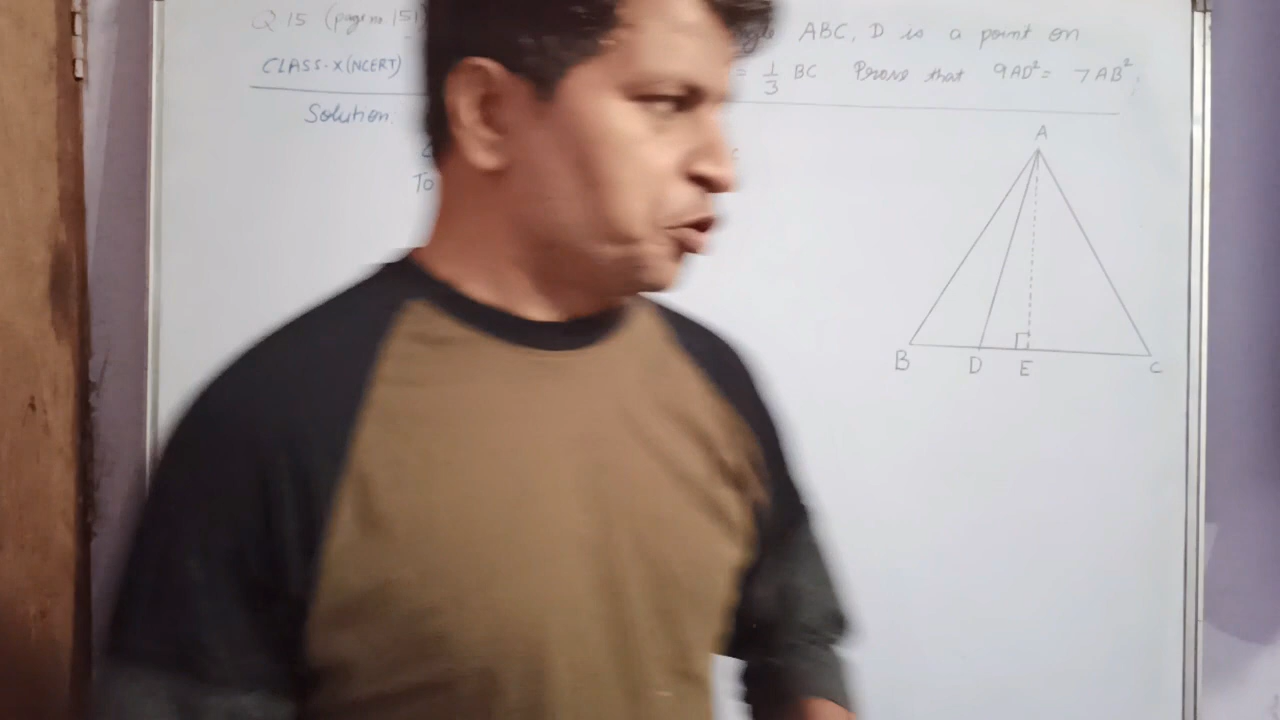 Q 15 (page no 151) ABC, D is a point on
CLASS-X (NCERT) = 1/3 BC Prove that 9AD² = 7AB²
Solution.
To
A
B D E C